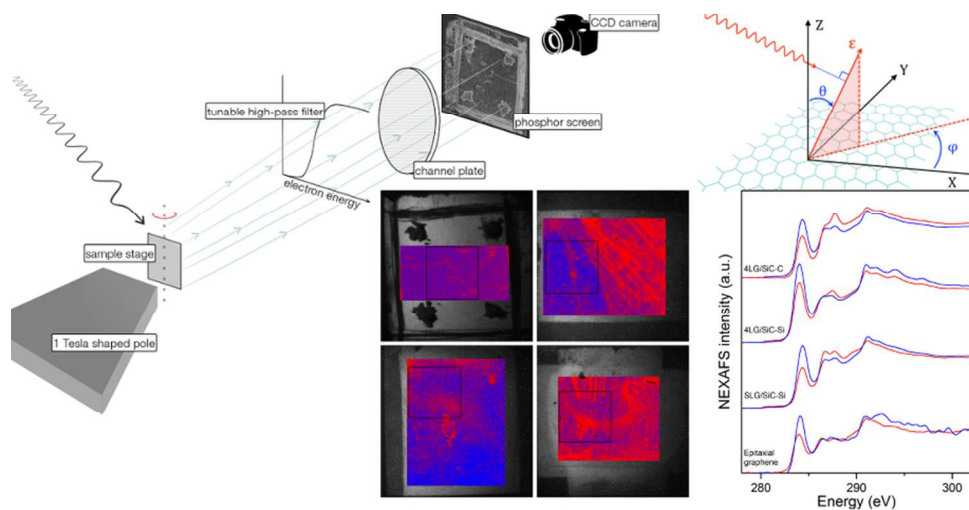 CCD camera
tunable high-pass filter
phosphor screen
channel plate
electron energy
sample stage
1 Tesla shaped pole
Z
ε
Y
θ
φ
X
NEXAFS intensity (a.u.)
4LG/SiC-C
4LG/SiC-Si
SLG/SiC-Si
Epitaxial
graphene
280
290
300
Energy (eV)